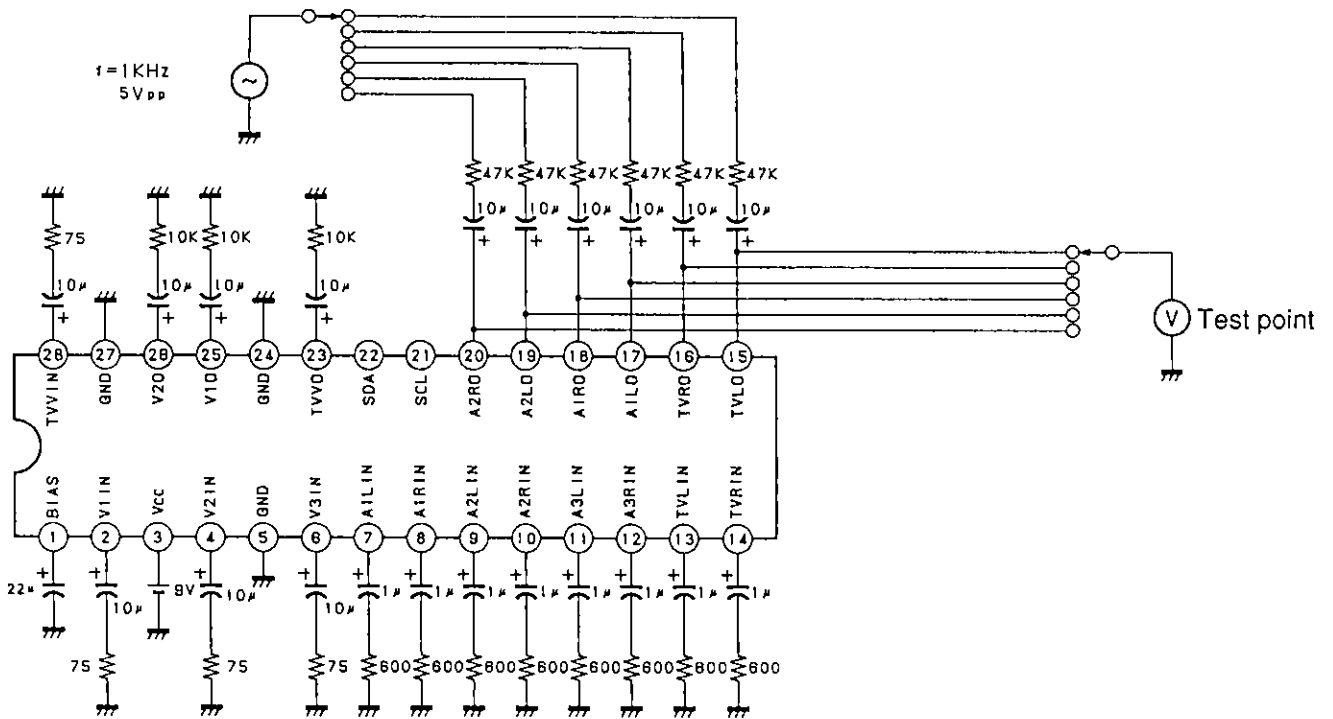 f=1KHz
5Vpp
47K 47K 47K 47K 47K 47K
10μ 10μ 10μ 10μ 10μ 10μ
+ + + + + +
75 10K 10K 10K
10μ 10μ 10μ 10μ
+ + + +
V Test point
28 27 28 25 24 23 22 21 20 19 18 17 16 15
TVVIN GND V2O V1O GND TVVO SDA SCL A2RO A2LO A1RO A1LO TVRO TVLO
BIAS V1IN Vcc V2IN GND V3IN A1LIN A1RIN A2LIN A2RIN A3LIN A3RIN TVLIN TVRIN
1 2 3 4 5 6 7 8 9 10 11 12 13 14
+ + + + + + + + + + + +
22μ 10μ 9V 10μ 10μ 1μ 1μ 1μ 1μ 1μ 1μ 1μ 1μ
75 75 75 600 600 600 600 600 600 600 600